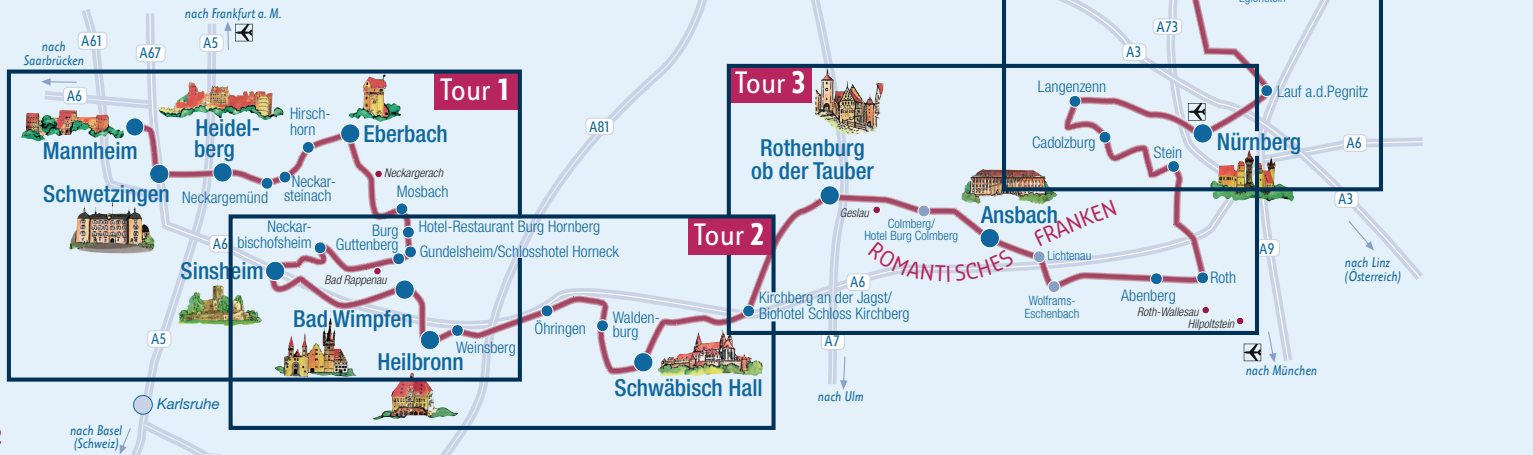 nach Frankfurt a. M.
A61
A67
A5
nach
Saarbrücken
A6
Tour 1
Mannheim
Heidel-
berg
Hirsch-
horn
Eberbach
Schwetzingen
Neckargemünd
Neckar-
steinach
Neckargerach
Mosbach
A6
Neckar-
bischofsheim
Burg
Guttenberg
Hotel-Restaurant Burg Hornberg
Gundelsheim/Schlosshotel Horneck
Sinsheim
Bad Rappenau
Bad Wimpfen
Heilbronn
Weinsberg
A5
Karlsruhe
nach Basel
(Schweiz)
A81
Tour 2
Öhringen
Walden-
burg
Schwäbisch Hall
Kirchberg an der Jagst/
Biohotel Schloss Kirchberg
Tour 3
Rothenburg
ob der Tauber
Geslau
Colmberg/
Hotel Burg Colmberg
Ansbach
ROMANTISCHES
FRANKEN
Lichtenau
A6
Wolframs-
Eschenbach
Abenberg
Roth
Roth-Wallesau
Hilpoltstein
A7
nach Ulm
A73
A3
Langenzenn
Lauf a.d.Pegnitz
Cadolzburg
Stein
Nürnberg
A6
A3
A9
nach Linz
(Österreich)
nach München